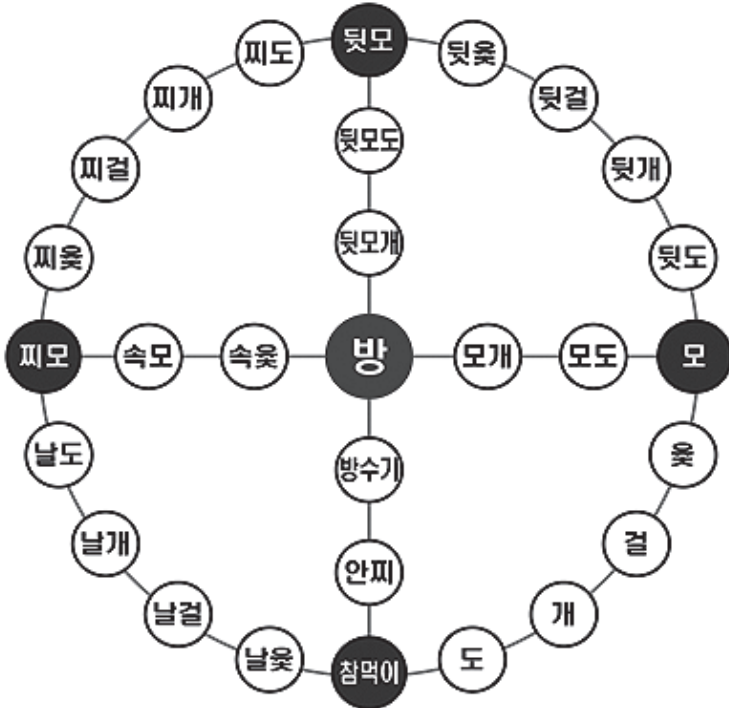 뒷모
찌도 뒷윷
찌개 뒷걸
뒷모도
찌걸 뒷개
뒷모개
찌윷 뒷도
찌모 속모 속윷 방 모개 모도 모
날도 윷
방수기
날개 걸
안찌
날걸 개
날윷 참먹이 도